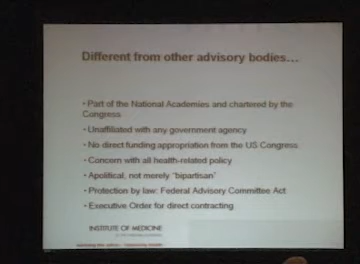 Different from other advisory bodies...
• Part of the National Academies and chartered by the
Congress
• Unaffiliated with any government agency
• No direct funding appropriation from the US Congress
• Concern with all health-related policy
• Apolitical, not merely "bipartisan"
• Protection by law: Federal Advisory Committee Act
• Executive Order for direct contracting
INSTITUTE OF MEDICINE